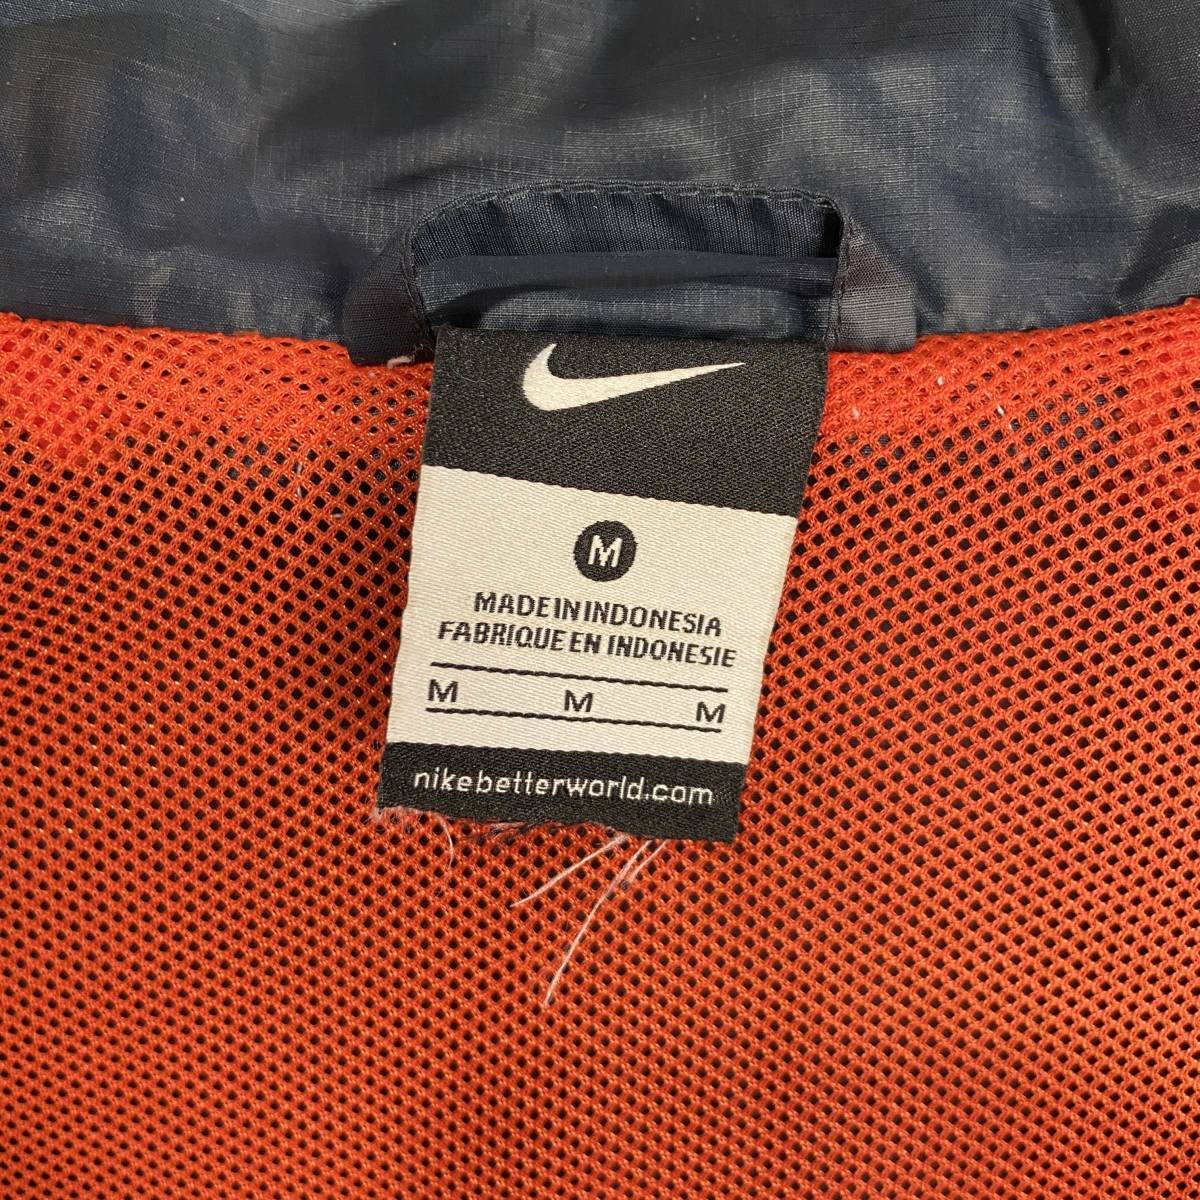 M
MADE IN INDONESIA
FABRIQUE EN INDONESIE
M M M
nikebetterworld.com